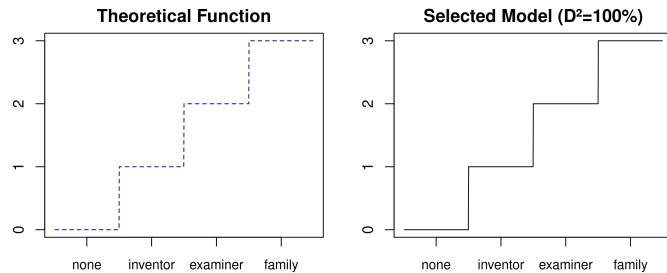 Theoretical Function
3
2
1
0
none inventor examiner family
Selected Model (D²=100%)
3
2
1
0
none inventor examiner family